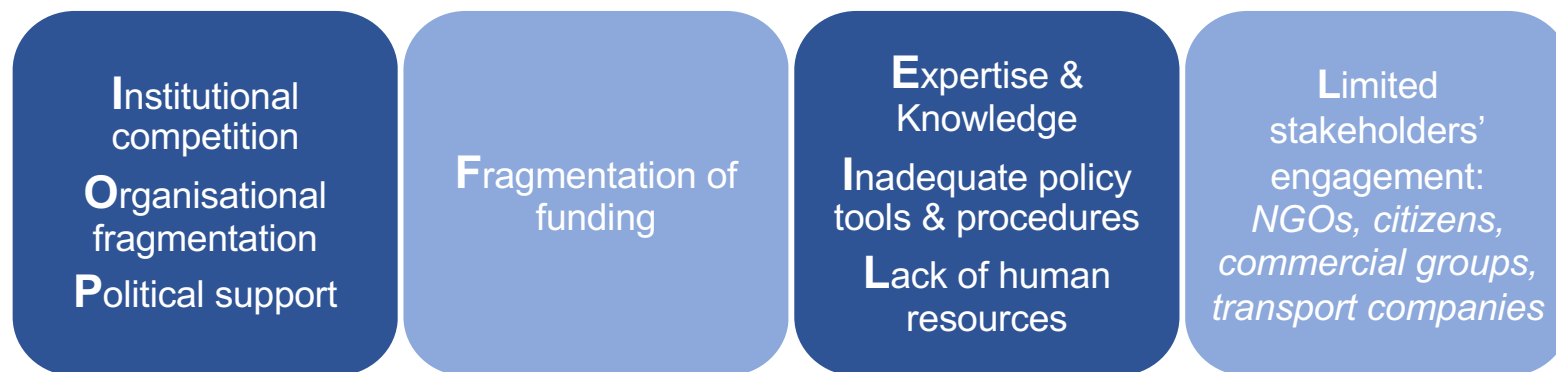 Institutional
competition
Organisational
fragmentation
Political support
Fragmentation of
funding
Expertise &
Knowledge
Inadequate policy
tools & procedures
Lack of human
resources
Limited
stakeholders’
engagement:
NGOs, citizens,
commercial groups,
transport companies